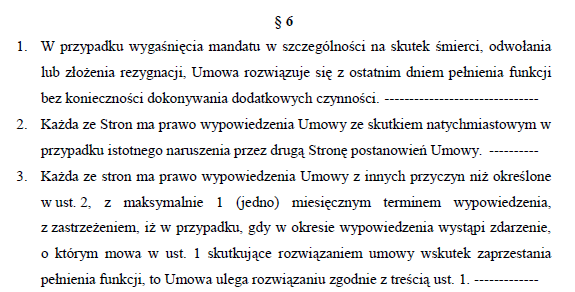 § 6
1. W przypadku wygaśnięcia mandatu w szczególności na skutek śmierci, odwołania
lub złożenia rezygnacji, Umowa rozwiązuje się z ostatnim dniem pełnienia funkcji
bez konieczności dokonywania dodatkowych czynności. -------------------------------
2. Każda ze Stron ma prawo wypowiedzenia Umowy ze skutkiem natychmiastowym w
przypadku istotnego naruszenia przez drugą Stronę postanowień Umowy. ----------
3. Każda ze stron ma prawo wypowiedzenia Umowy z innych przyczyn niż określone
w ust. 2, z maksymalnie 1 (jedno) miesięcznym terminem wypowiedzenia,
z zastrzeżeniem, iż w przypadku, gdy w okresie wypowiedzenia wystąpi zdarzenie,
o którym mowa w ust. 1 skutkujące rozwiązaniem umowy wskutek zaprzestania
pełnienia funkcji, to Umowa ulega rozwiązaniu zgodnie z treścią ust. 1. -------------